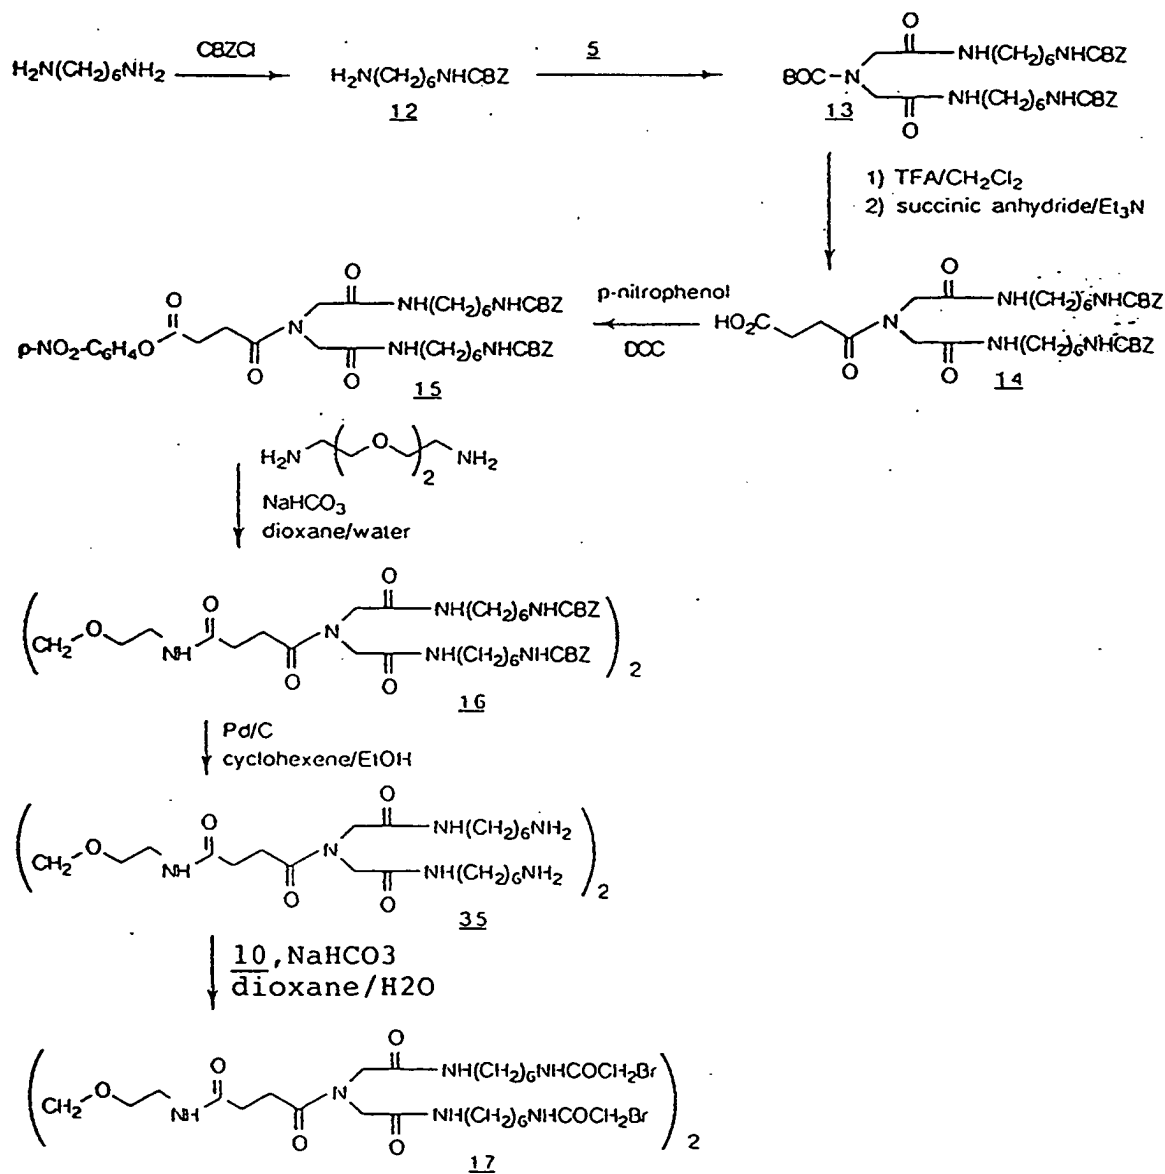 H₂N(CH₂)₆NH₂
CBZCl
H₂N(CH₂)₆NHCBZ
12
5
O
NH(CH₂)₆NHCBZ
BOC-N
NH(CH₂)₆NHCBZ
O
13
1) TFA/CH₂Cl₂
2) succinic anhydride/Et₃N
O
NH(CH₂)₆NHCBZ
HO₂C
N
O
NH(CH₂)₆NHCBZ
O
14
p-nitrophenol
DCC
O
O
NH(CH₂)₆NHCBZ
p-NO₂-C₆H₄O
N
O
NH(CH₂)₆NHCBZ
O
15
H₂N
(
O
)
2
NH₂
NaHCO₃
dioxane/water
(
CH₂
O
NH
O
O
N
O
NH(CH₂)₆NHCBZ
NH(CH₂)₆NHCBZ
O
)
2
16
Pd/C
cyclohexene/EtOH
(
CH₂
O
NH
O
O
N
O
NH(CH₂)₆NH₂
NH(CH₂)₆NH₂
O
)
2
35
10,NaHCO3
dioxane/H2O
(
CH₂
O
NH
O
O
N
O
NH(CH₂)₆NHCOCH₂Br
NH(CH₂)₆NHCOCH₂Br
O
)
2
17